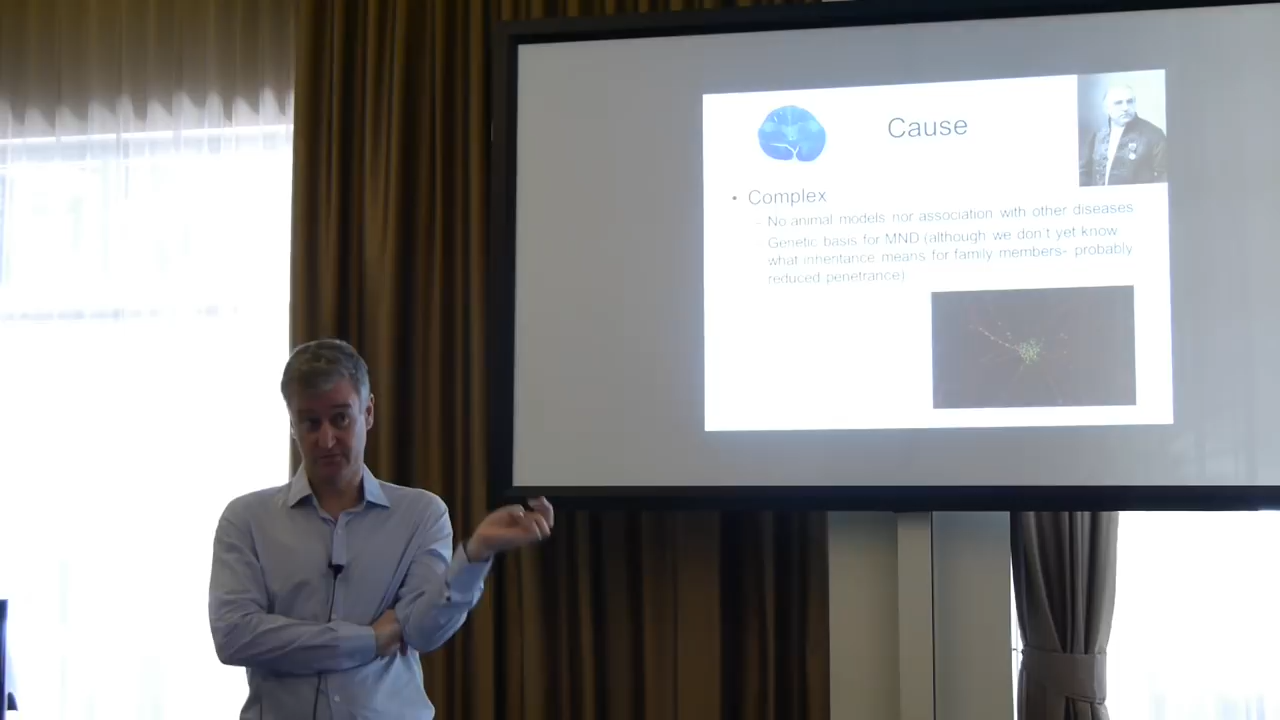 Cause
• Complex
– No animal models nor association with other diseases
– Genetic basis for MND (although we don't yet know
what inheritance means for family members- probably
reduced penetrance)